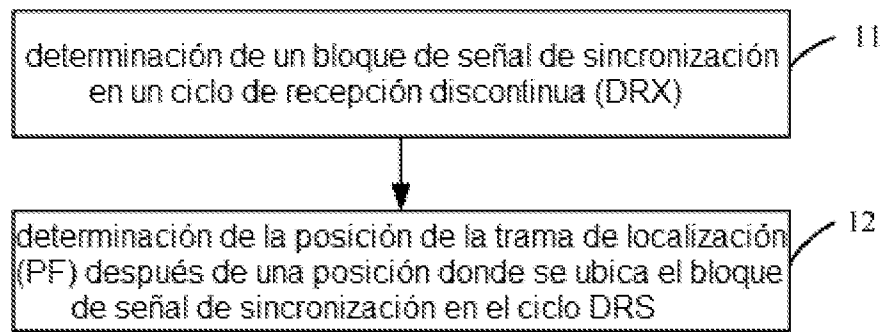 determinación de un bloque de señal de sincronización
en un ciclo de recepción discontinua (DRX)
11
determinación de la posición de la trama de localización
(PF) después de una posición donde se ubica el bloque
de señal de sincronización en el ciclo DRS
12